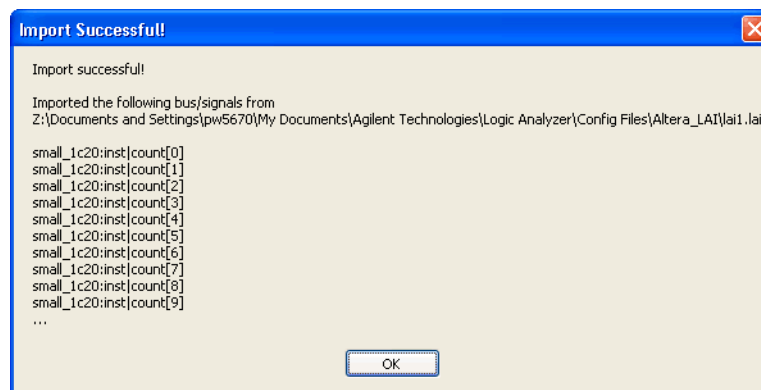 Import Successful!
Import successful!
Imported the following bus/signals from
Z:\Documents and Settings\pw5670\My Documents\Agilent Technologies\Logic Analyzer\Config Files\Altera_LAI\lai1.lai
small_1c20:inst|count[0]
small_1c20:inst|count[1]
small_1c20:inst|count[2]
small_1c20:inst|count[3]
small_1c20:inst|count[4]
small_1c20:inst|count[5]
small_1c20:inst|count[6]
small_1c20:inst|count[7]
small_1c20:inst|count[8]
small_1c20:inst|count[9]
...
OK